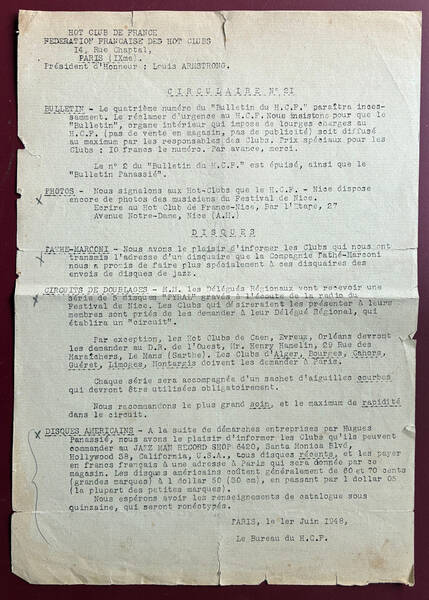 HOT CLUB DE FRANCE
FEDERATION FRANCAISE DES HOT CLUBS
14, Rue Chaptal,
PARIS (IXme).
Président d'Honneur : Louis ARMSTRONG.
CIRCULAIRE N° 21
BULLETIN - Le quatrième numéro du "Bulletin du H.C.F." paraîtra inces-
samment. Le réclamer d'urgence au H.C.F. Nous insistons pour que le
"Bulletin", organe intérieur qui impose de lourges charges au
H.C.F. (pas de vente en magasin, pas de publicité) soit diffusé
au maximum par les responsables des Clubs. Prix spéciaux pour les
Clubs : 10 francs le numéro. Par avance, merci.
Le n° 2 du "Bulletin du H.C.F." est épuisé, ainsi que le
"Bulletin Panassié".
PHOTOS - Nous signalons aux Hot-Clubs que le H.C.F. - Nice dispose
encore de photos des musiciens du Festival de Nice.
Ecrire au Hot Club de France-Nice, Bar l'Etape, 27
Avenue Notre-Dame, Nice (A.M.)
DISQUES
PATHE-MARCONI - Nous avons le plaisir d'informer les Clubs qui nous ont
transmis l'adresse d'un disquaire que la Compagnie Pathé-Marconi
nous a promis de faire plus spécialement à ces disquaires des
envois de disques de jazz.
CIRCUITS DE DOUBLAGES - M.M. les Délégués Régionaux vont recevoir une
série de 5 disques "PYRAL" gravés à l'écoute de la radio du
Festival de Nice. Les Clubs qui désireraient les présenter à leurs
membres sont priés de les demander à leur Délégué Régional, qui
établira un "circuit".
Par exception, les Hot Clubs de Caen, Evreux, Orléans devront
les demander au D.R. de l'Ouest, Mr. Henry Hamelin, 29 Rue des
Maraîchers, Le Mans (Sarthe). Les Clubs d'Alger, Bourges, Cahors,
Guéret, Limoges, Montargis doivent les demander à Paris.
Chaque série sera accompagnée d'un sachet d'aiguilles courbes
qui devront être utilisées obligatoirement.
Nous recommandons le plus grand soin, et le maximum de rapidité
dans le circuit.
DISQUES AMERICAINS - A la suite de démarches entreprises par Hugues
Panassié, nous avons le plaisir d'informer les Clubs qu'ils peuvent
commander au JAZZ MAN RECORD SHOP 6420, Santa Monica Blvd,
Hollywood 38, California, U.S.A., tous disques récents, et les payer
en francs français à une adresse à Paris qui sera donnée par ce
magasin. Les disques américains coûtent généralement de 60 et 70 cents
(grandes marques) à 1 dollar 50 (30 cm), en passant par 1 dollar 05
(la plupart des petites marques).
Nous espérons avoir les renseignements de catalogue sous
quinzaine, qui seront ronéotypés.
PARIS, le 1er Juin 1948,
Le Bureau du H.C.F.